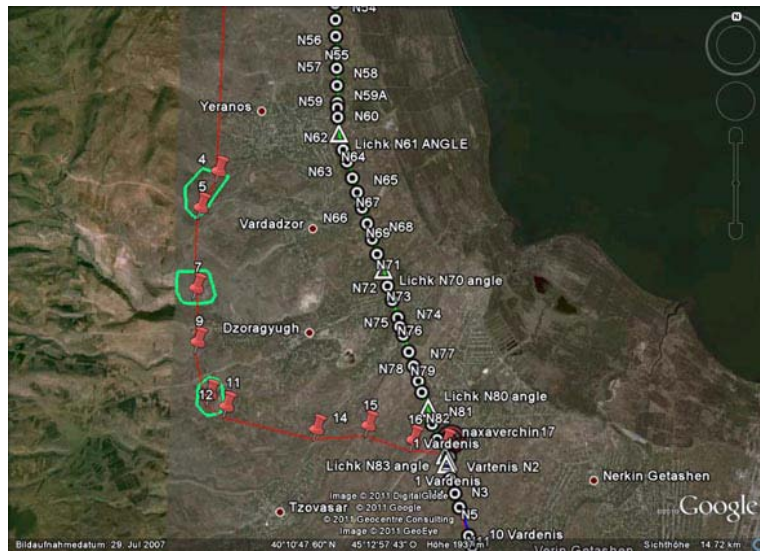 N54
N56
N55
N57
N58
N59A
N59
Yeranos
N60
N62
Lichk N61 ANGLE
N64
4
N63
N65
5
N67
N66
Vardadzor
N68
N69
N71
7
Lichk N70 angle
N72
N73
N74
N75
9
Dzoragyugh
N76
N77
N78
N79
11
12
Lichk N80 angle
N81
15
14
16
N82
naxaverchin17
1 Vardenis
Lichk N83 angle
Vartenis N2
1 Vardenis
Nerkin Getashen
N3
Image © 2011 DigitalGlobe
© 2011 Google
N5
Tzovasar
© 2011 Geocentre Consulting
Image © 2011 GeoEye
Google
10 Vardenis
11
Verin Getashen
Bildaufnahmedatum: 29. Jul 2007
40°10'47.60" N
45°12'57.43" O
Höhe 1937 m
Sichthöhe 14.72 km
N